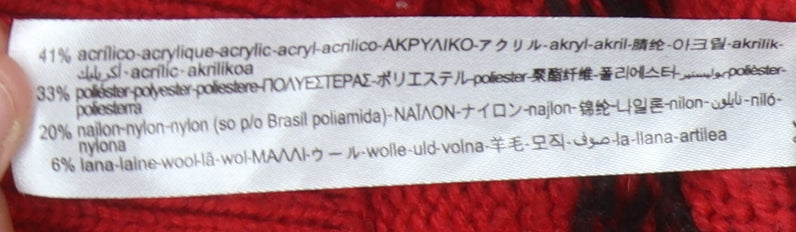 41% acrílico-acrylique-acrylic-acryl-acrilico-ΑΚΡΥΛΙΚΟ-アクリル-akryl-akril-腈纶-아크릴-akrilik-
أكريليك-acrílic-akrilikoa
33% poliéster-polyester-poliestere-ΠΟΛΥΕΣΤΕΡΑΣ-ポリエステル-poliester-聚酯纤维-폴리에스터-بوليستير-polièster-
poliesterra
20% nailon-nylon-nylon (so p/o Brasil poliamida)-ΝΑΪΛΟΝ-ナイロン-najlon-锦纶-나일론-nilon-نايلون-niló-
nylona
6% lana-laine-wool-lã-wol-ΜΑΛΛΙ-ウール-wolle-uld-volna-羊毛-모직-صوف-la-llana-artilea